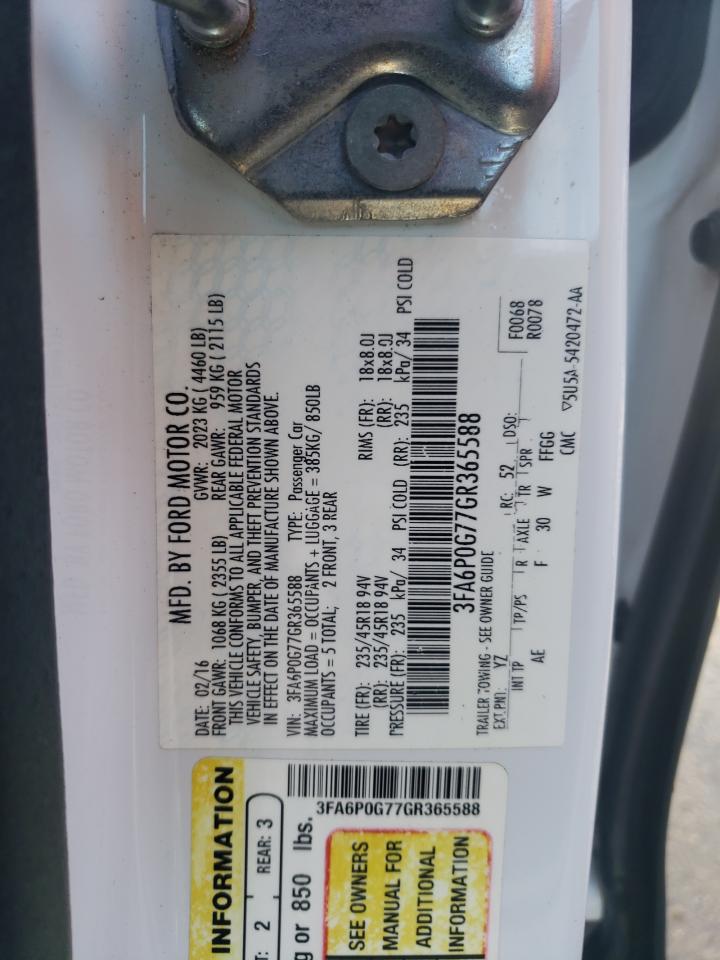 MFD. BY FORD MOTOR CO.
DATE: 02/16 GVWR: 2023 KG ( 4460 LB)
FRONT GAWR: 1068 KG ( 2355 LB) REAR GAWR: 959 KG ( 2115 LB)
THIS VEHICLE CONFORMS TO ALL APPLICABLE FEDERAL MOTOR
VEHICLE SAFETY, BUMPER, AND THEFT PREVENTION STANDARDS
IN EFFECT ON THE DATE OF MANUFACTURE SHOWN ABOVE.
VIN: 3FA6P0G77GR365588 TYPE: Passenger Car
MAXIMUM LOAD = OCCUPANTS + LUGGAGE = 385KG/ 850LB
OCCUPANTS = 5 TOTAL; 2 FRONT, 3 REAR
TIRE (FR): 235/45R18 94V RIMS (FR): 18x8.0J
(RR): 235/45R18 94V (RR): 18x8.0J
PRESSURE (FR): 235 kPa/ 34 PSI COLD (RR): 235 kPa/ 34 PSI COLD
3FA6P0G77GR365588
TRAILER TOWING - SEE OWNER GUIDE
F0068
R0078
EXT PNT: YZ RC: 52 DSO:
INT TP TP/PS R AXLE TR SPR
AE F 30 W FFGG
CMC ▽5U5A-5420472-AA
3FA6P0G77GR365588
INFORMATION
T: 2 REAR: 3
g or 850 lbs.
SEE OWNERS
MANUAL FOR
ADDITIONAL
INFORMATION